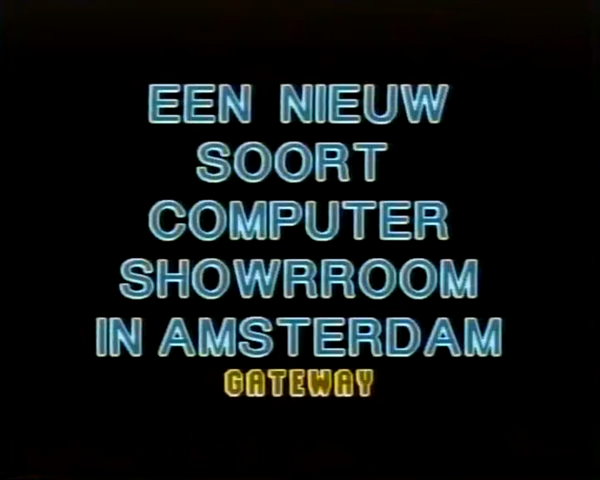 EEN NIEUW
SOORT
COMPUTER
SHOWRROOM
IN AMSTERDAM
GATEWAY